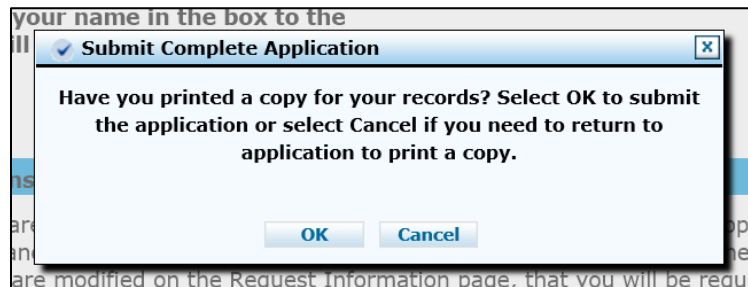 your name in the box to the
ill
Submit Complete Application
Have you printed a copy for your records? Select OK to submit
the application or select Cancel if you need to return to
application to print a copy.
OK Cancel
are modified on the Request Information page, that you will be requ